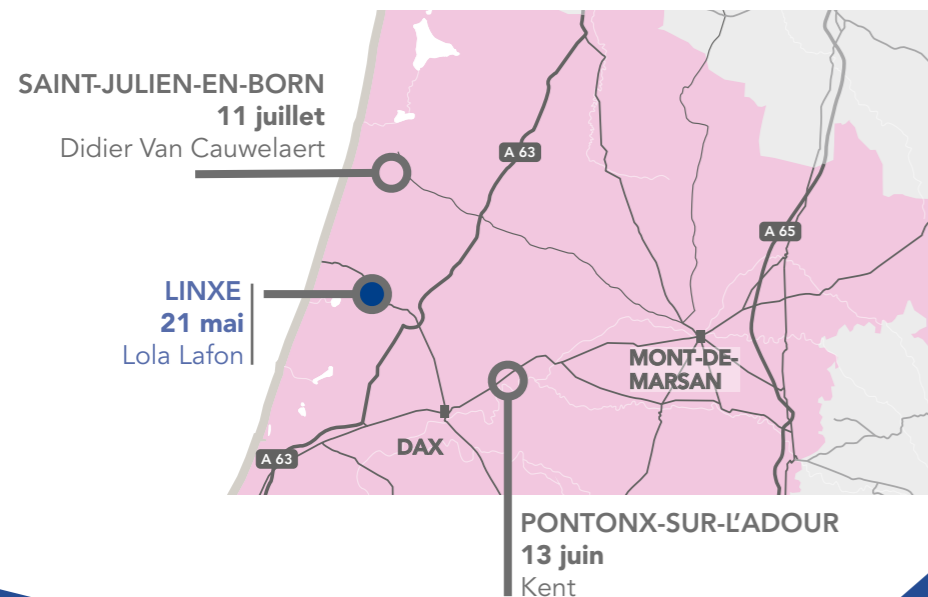 SAINT-JULIEN-EN-BORN
11 juillet
Didier Van Cauwelaert
A 63
A 65
LINXE
21 mai
Lola Lafon
MONT-DE-
MARSAN
DAX
A 63
PONTONX-SUR-L'ADOUR
13 juin
Kent